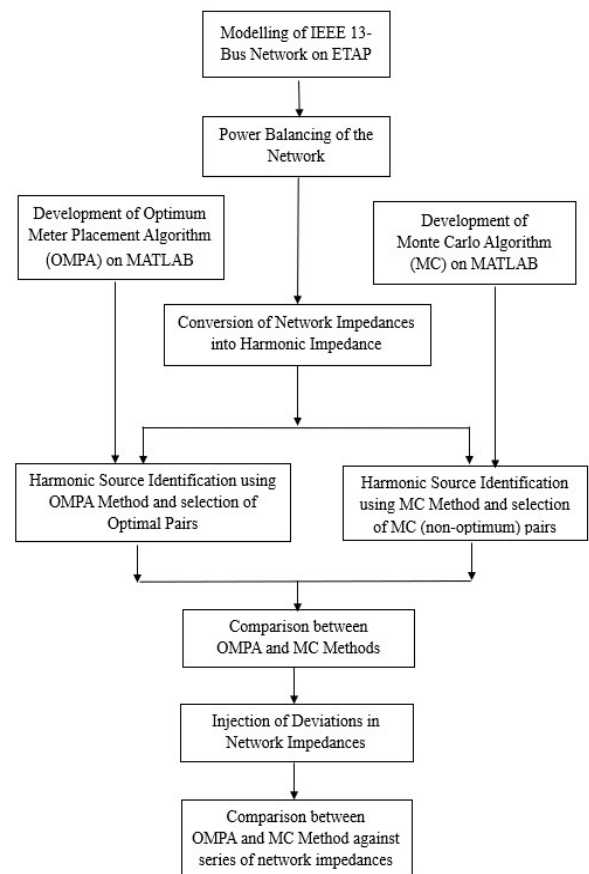 Modelling of IEEE 13-
Bus Network on ETAP
Power Balancing of the
Network
Development of Optimum
Meter Placement Algorithm
(OMPA) on MATLAB
Development of
Monte Carlo Algorithm
(MC) on MATLAB
Conversion of Network Impedances
into Harmonic Impedance
Harmonic Source Identification using
OMPA Method and selection of
Optimal Pairs
Harmonic Source Identification
using MC Method and selection
of MC (non-optimum) pairs
Comparison between
OMPA and MC Methods
Injection of Deviations in
Network Impedances
Comparison between
OMPA and MC Method against
series of network impedances